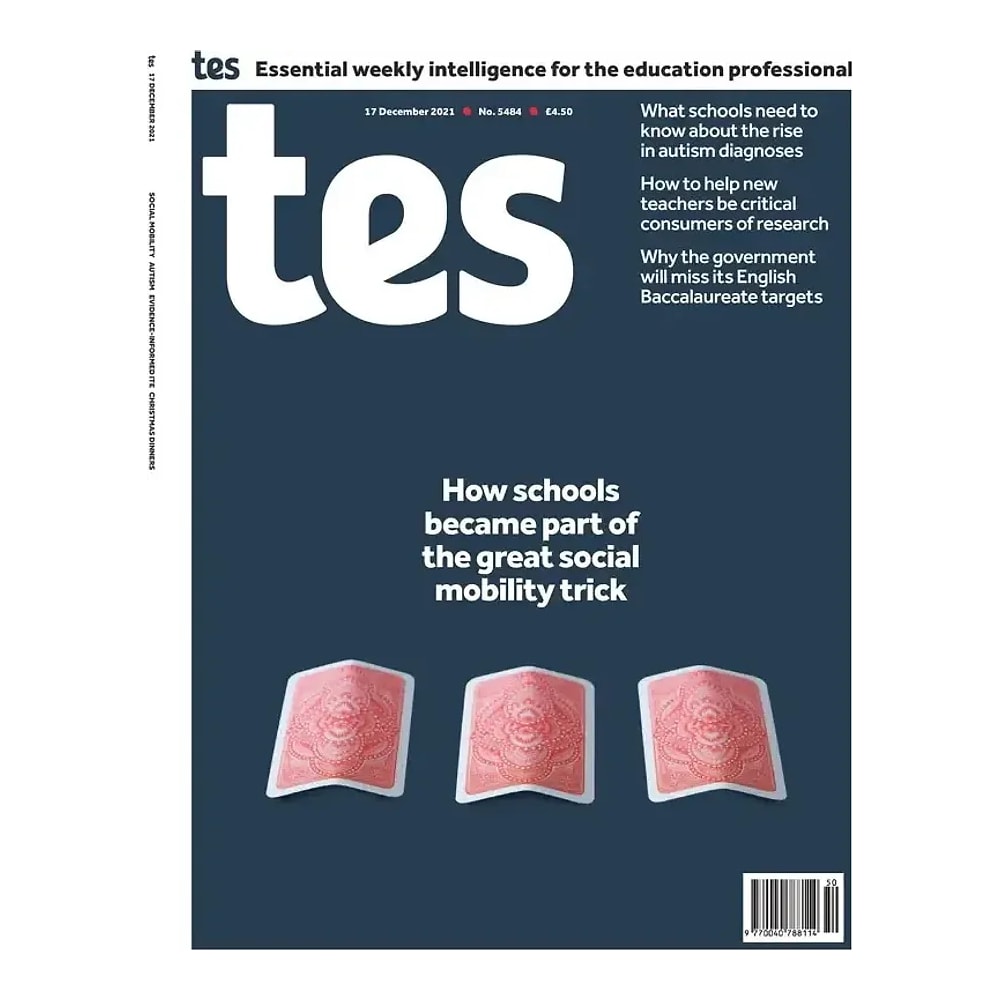 tes 17 DECEMBER 2021
SOCIAL MOBILITY AUTISM EVIDENCE-INFORMED ITE CHRISTMAS DINNERS
tes Essential weekly intelligence for the education professional
17 December 2021 No. 5484 £4.50
tes
What schools need to
know about the rise
in autism diagnoses
How to help new
teachers be critical
consumers of research
Why the government
will miss its English
Baccalaureate targets
How schools
became part of
the great social
mobility trick
50
9 770040 788114